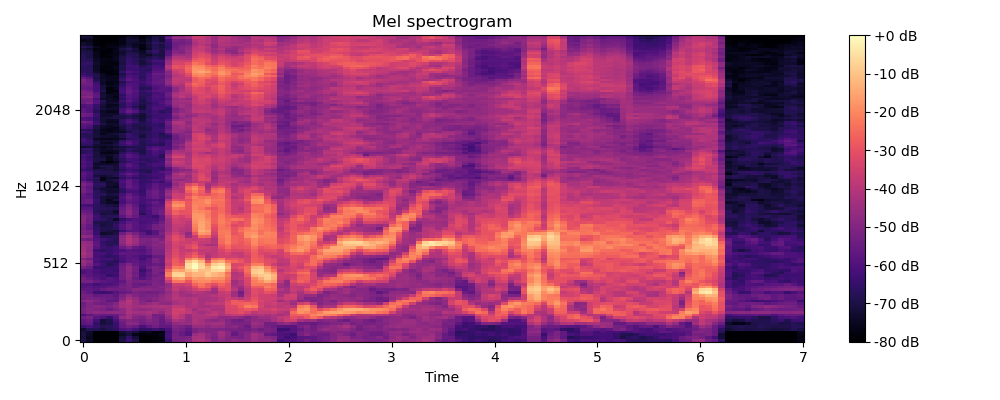 Mel spectrogram
+0 dB
-10 dB
-20 dB
-30 dB
-40 dB
-50 dB
-60 dB
-70 dB
-80 dB
Hz
2048
1024
512
0
0 1 2 3 4 5 6 7
Time